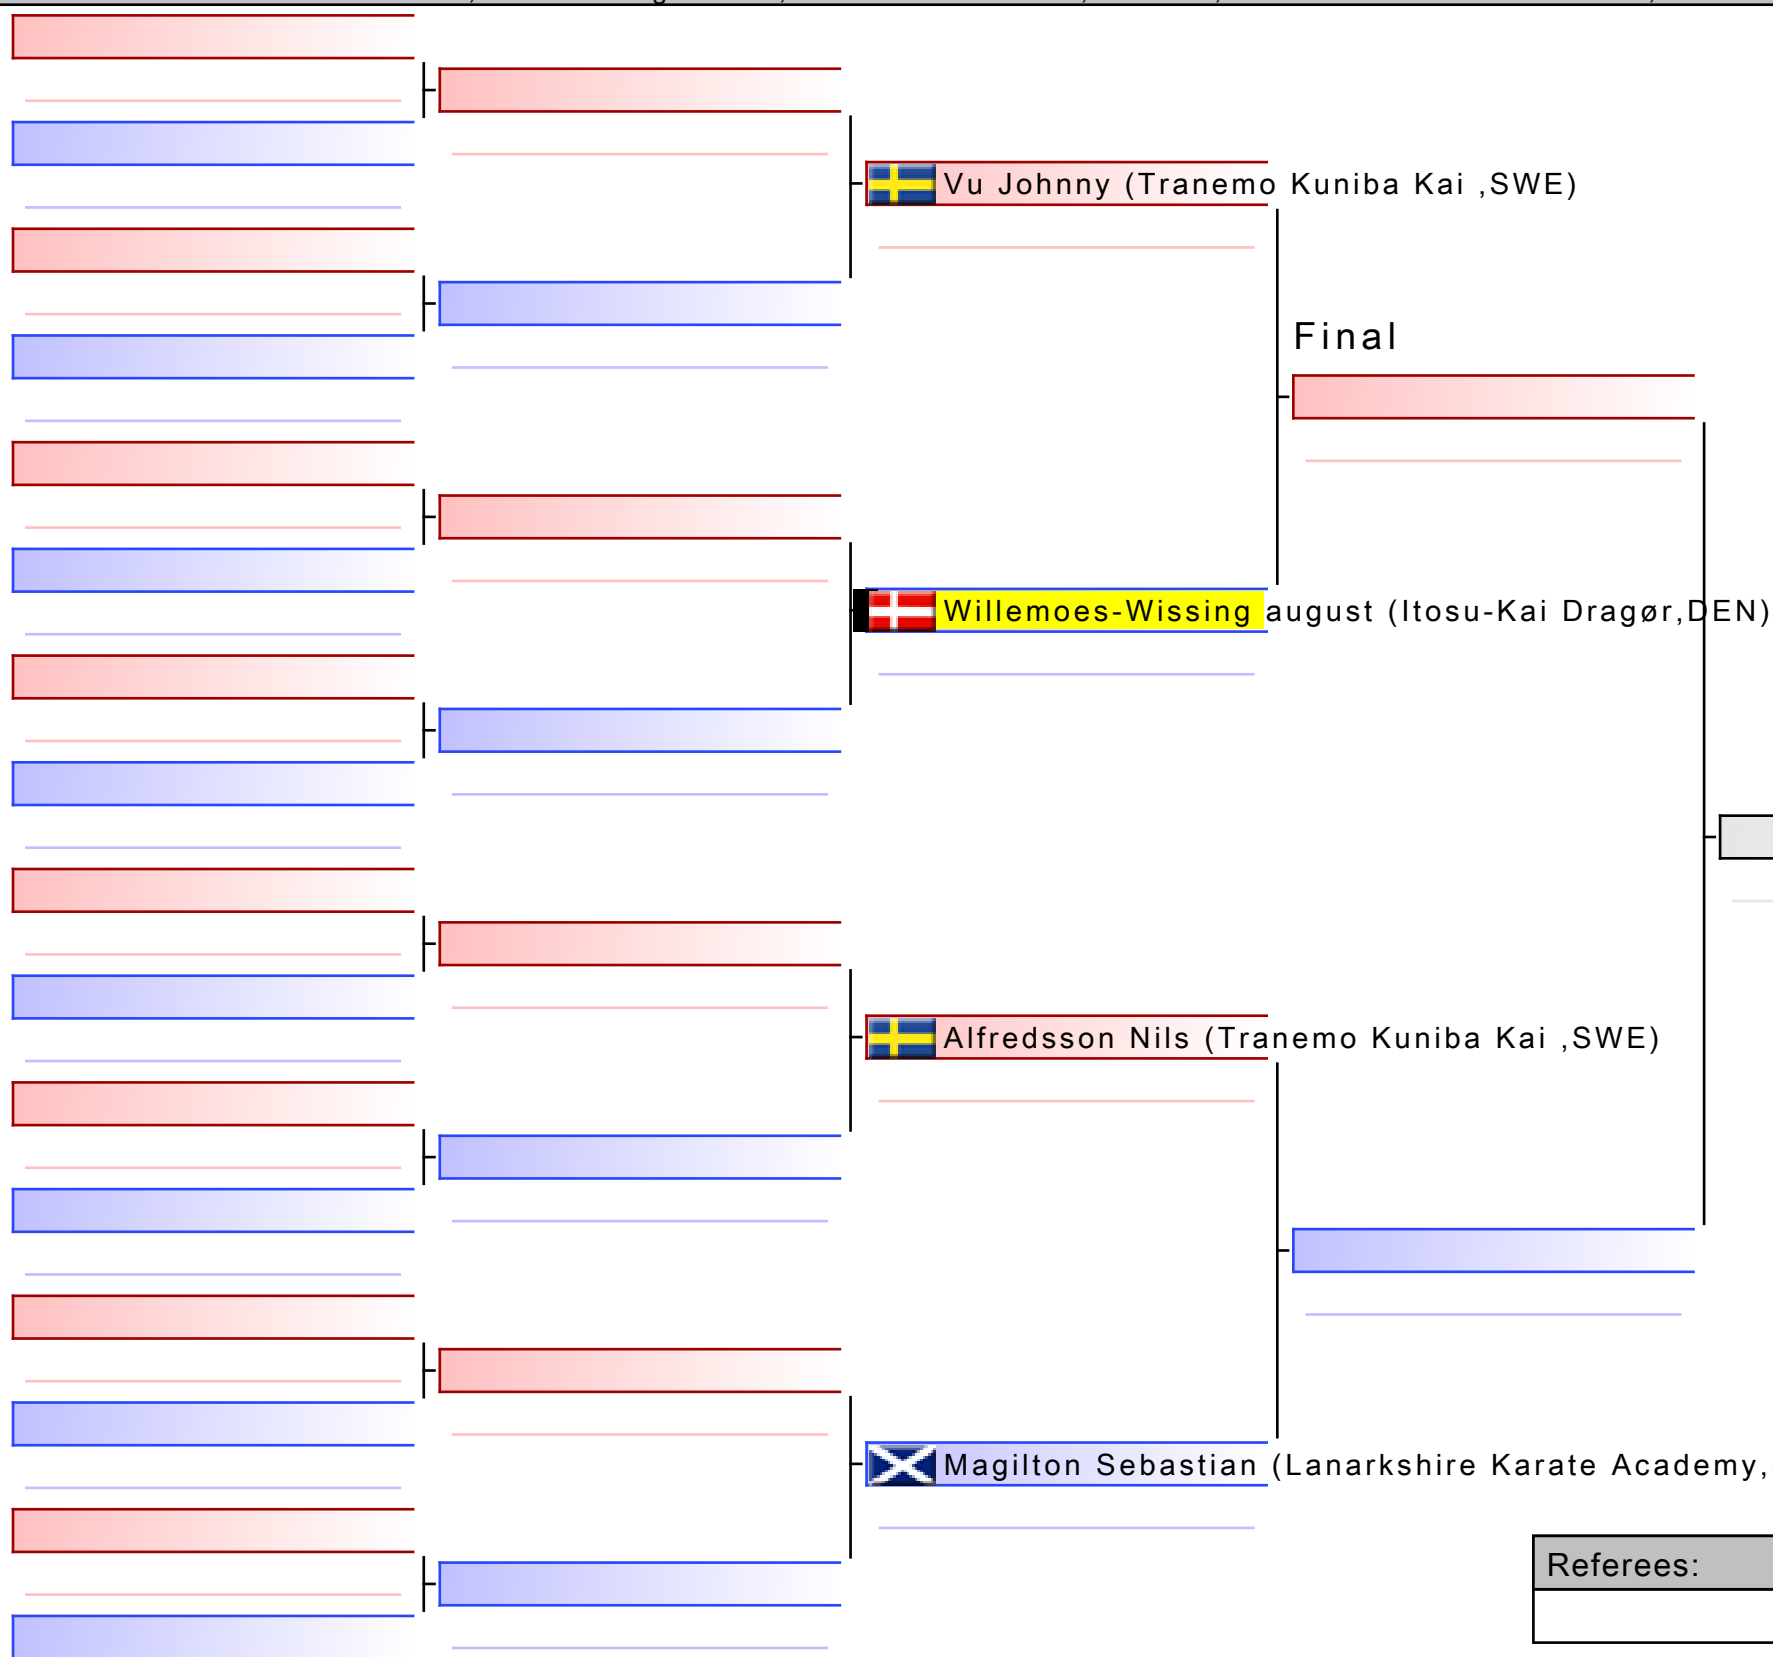 Vu Johnny (Tranemo Kuniba Kai ,SWE)
Final
Willemoes-Wissing august (Itosu-Kai Dragør,DEN)
Alfredsson Nils (Tranemo Kuniba Kai ,SWE)
Magilton Sebastian (Lanarkshire Karate Academy,
Referees: